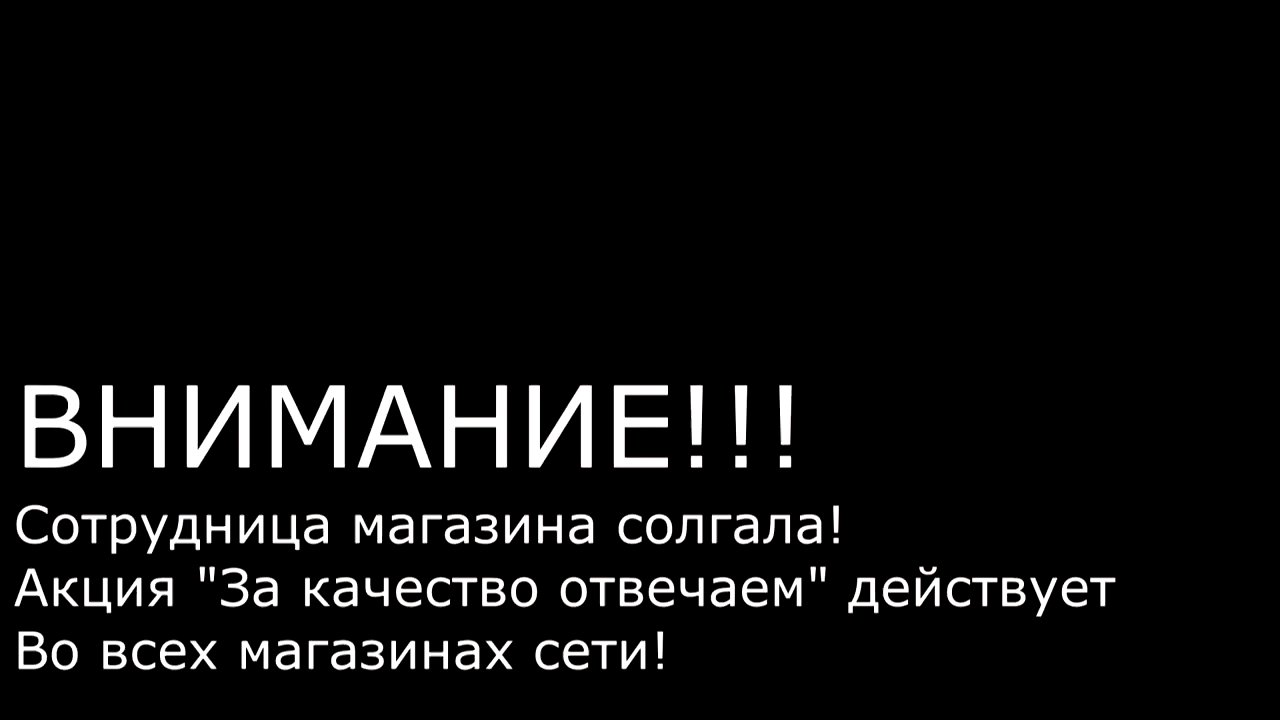 ВНИМАНИЕ!!!
Сотрудница магазина солгала!
Акция "За качество отвечаем" действует
Во всех магазинах сети!